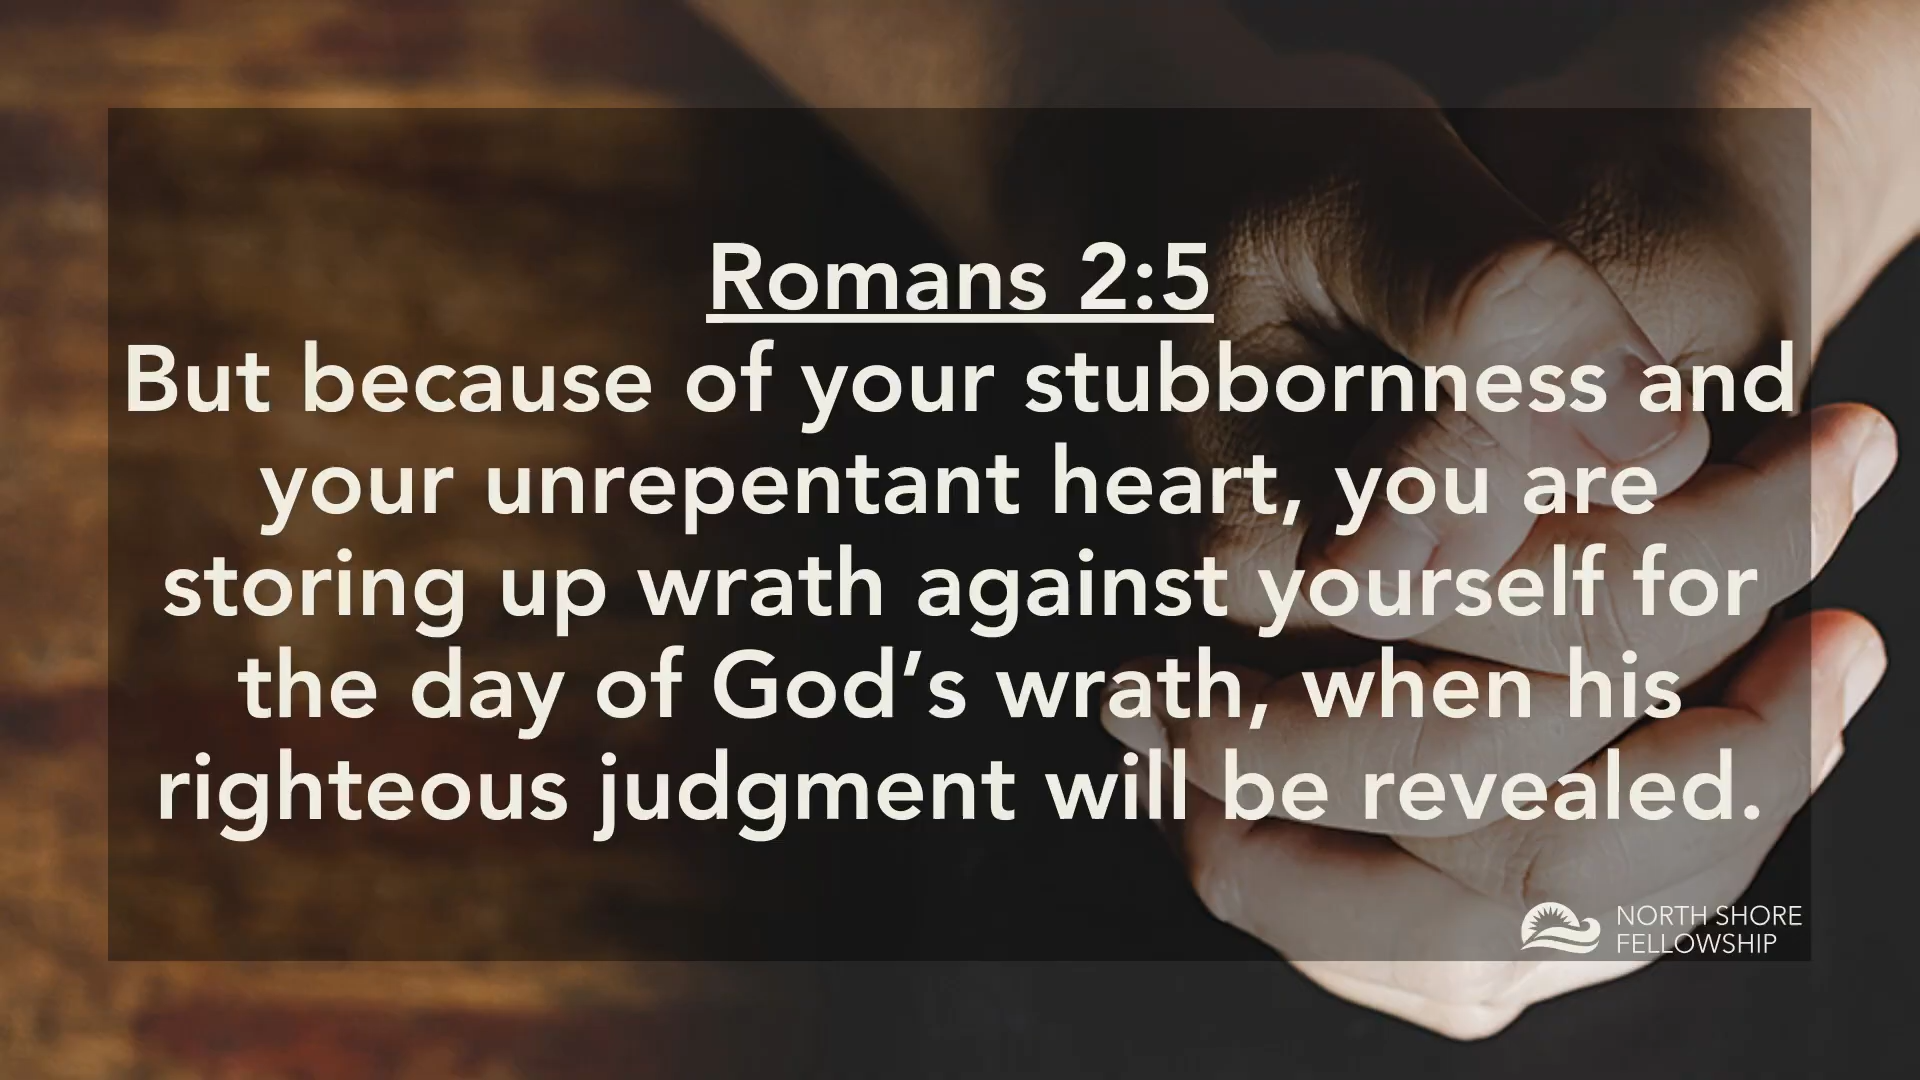 Romans 2:5
But because of your stubbornness and
your unrepentant heart, you are
storing up wrath against yourself for
the day of God’s wrath, when his
righteous judgment will be revealed.
NORTH SHORE
FELLOWSHIP